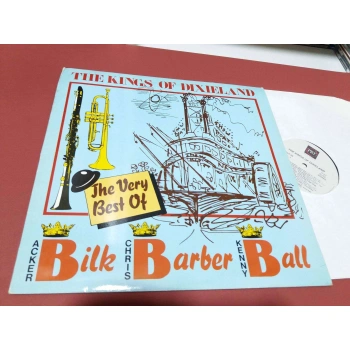 THE KINGS OF DIXIELAND
The Very
Best Of
ACKER Bilk CHRIS Barber KENNY Ball